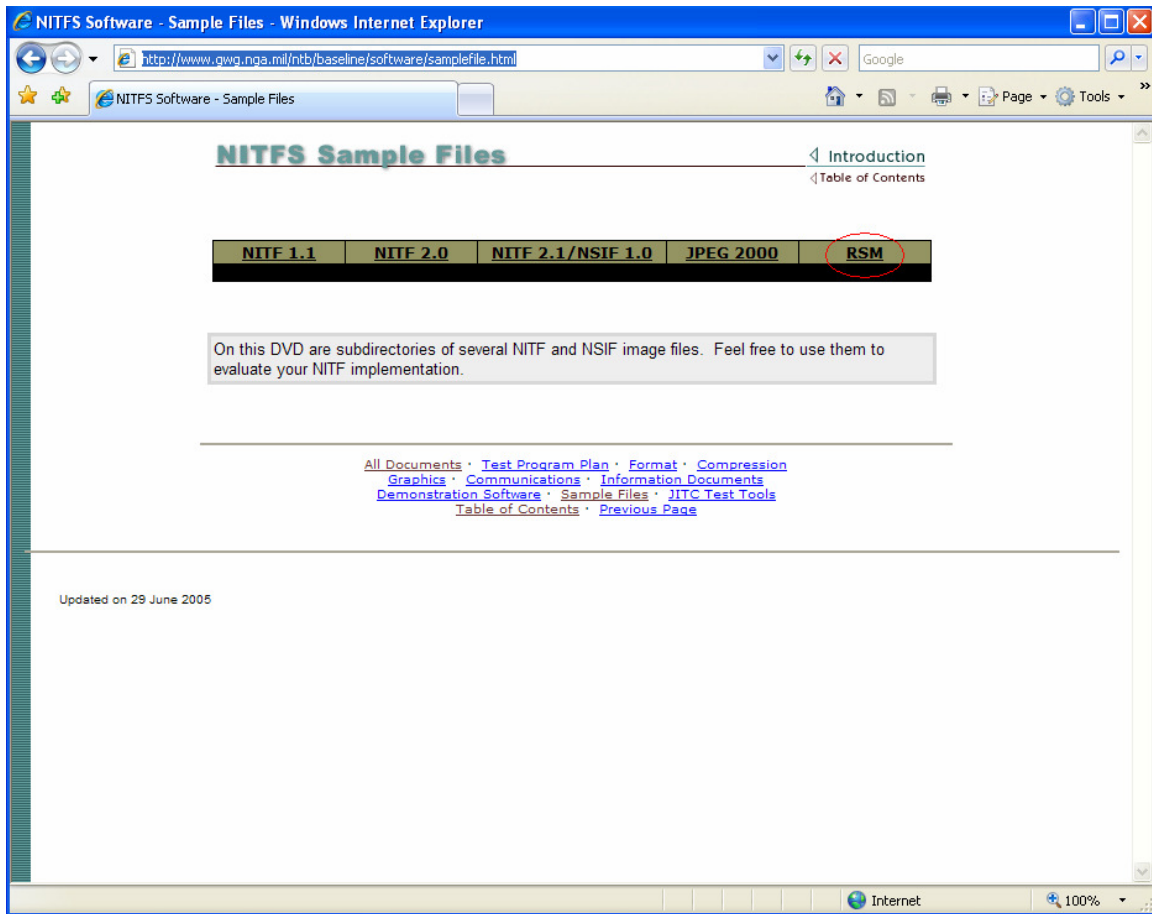 NITFS Software - Sample Files - Windows Internet Explorer
http://www.gwg.nga.mil/ntb/baseline/software/samplefile.html
Google
NITFS Software - Sample Files
Page
Tools
»
NITFS Sample Files
Introduction
Table of Contents
NITF 1.1 NITF 2.0 NITF 2.1/NSIF 1.0 JPEG 2000 RSM
On this DVD are subdirectories of several NITF and NSIF image files. Feel free to use them to
evaluate your NITF implementation.
All Documents · Test Program Plan · Format · Compression
Graphics · Communications · Information Documents
Demonstration Software · Sample Files · JITC Test Tools
Table of Contents · Previous Page
Updated on 29 June 2005
Internet
100%